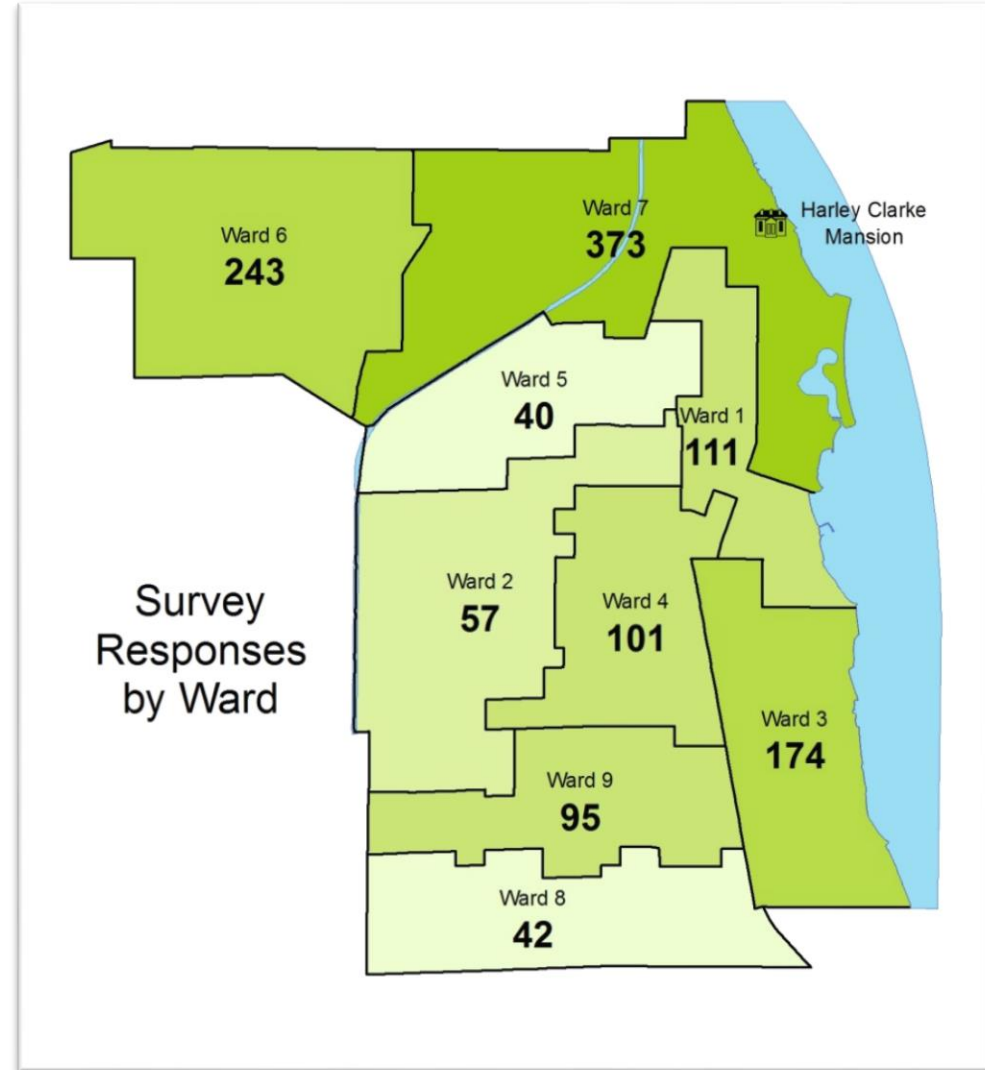 Harley Clarke
Mansion
Ward 7
373
Ward 6
243
Ward 5
40
Ward 1
111
Ward 2
57
Ward 4
101
Survey
Responses
by Ward
Ward 3
174
Ward 9
95
Ward 8
42